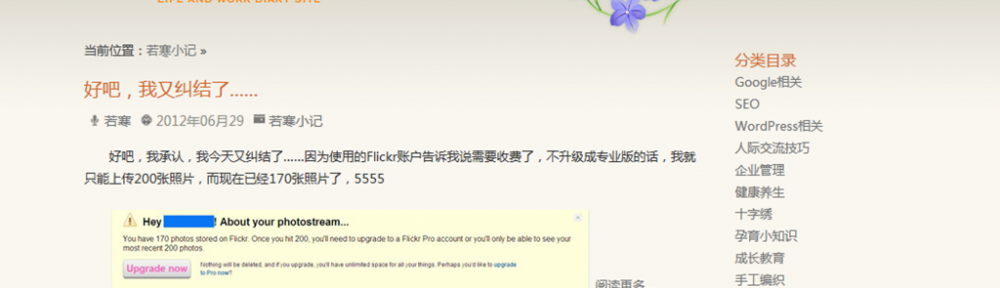 LIFE AND WORK DIARY SITE
当前位置：若寒小记 »
好吧，我又纠结了……
若寒 2012年06月29 若寒小记
好吧，我承认，我今天又纠结了……因为使用的Flickr账户告诉我说需要收费了，不升级成专业版的话，我就
只能上传200张照片，而现在已经170张照片了，5555
Hey ! About your photostream...
You have 170 photos stored on Flickr. Once you hit 200, you'll need to upgrade to a Flickr Pro account or you'll only be able to see your
most recent 200 photos.
Upgrade now
Nothing will be deleted, and if you upgrade, you'll have unlimited space for all your things. Perhaps you'd like to upgrade
to Pro now?
阅读更多
分类目录
Google相关
SEO
WordPress相关
人际交流技巧
企业管理
健康养生
十字绣
孕育小知识
成长教育
手工编织